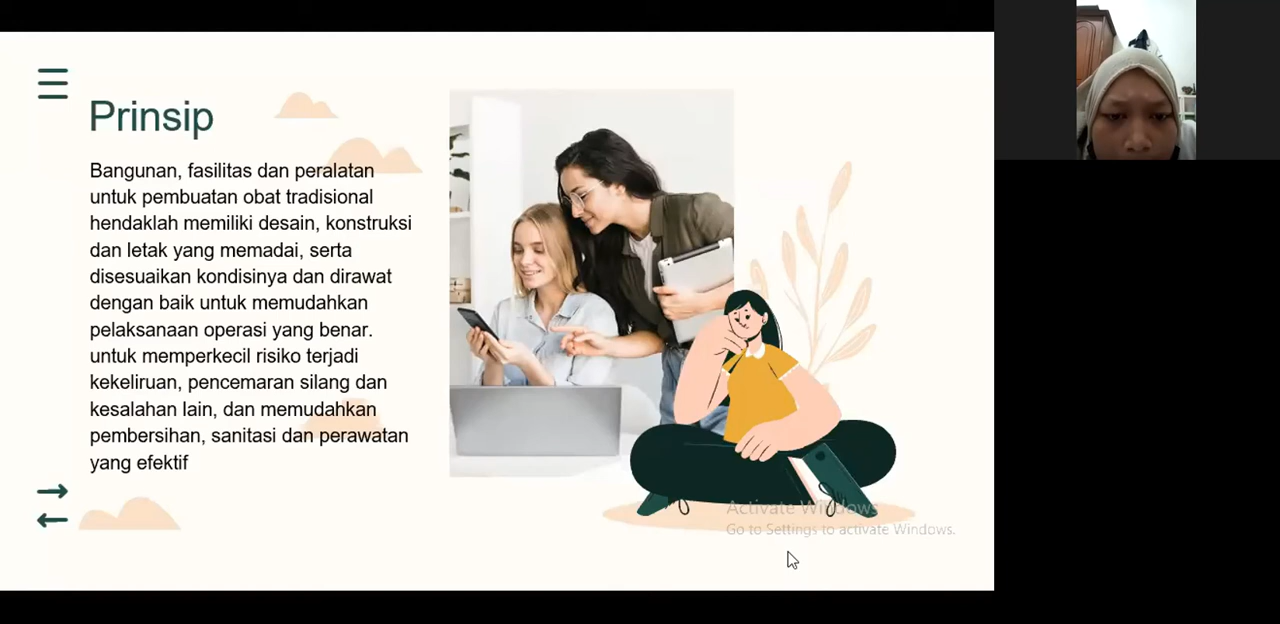 Prinsip
Bangunan, fasilitas dan peralatan
untuk pembuatan obat tradisional
hendaklah memiliki desain, konstruksi
dan letak yang memadai, serta
disesuaikan kondisinya dan dirawat
dengan baik untuk memudahkan
pelaksanaan operasi yang benar.
untuk memperkecil risiko terjadi
kekeliruan, pencemaran silang dan
kesalahan lain, dan memudahkan
pembersihan, sanitasi dan perawatan
yang efektif
Activate Windows
Go to Settings to activate Windows.